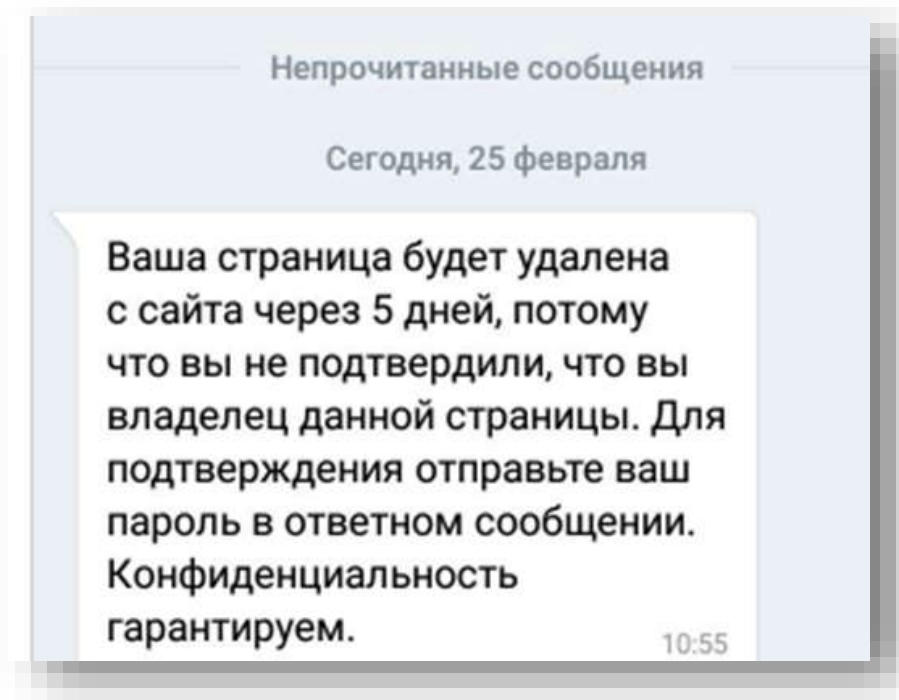 Непрочитанные сообщения
Сегодня, 25 февраля
Ваша страница будет удалена
с сайта через 5 дней, потому
что вы не подтвердили, что вы
владелец данной страницы. Для
подтверждения отправьте ваш
пароль в ответном сообщении.
Конфиденциальность
гарантируем.
10:55